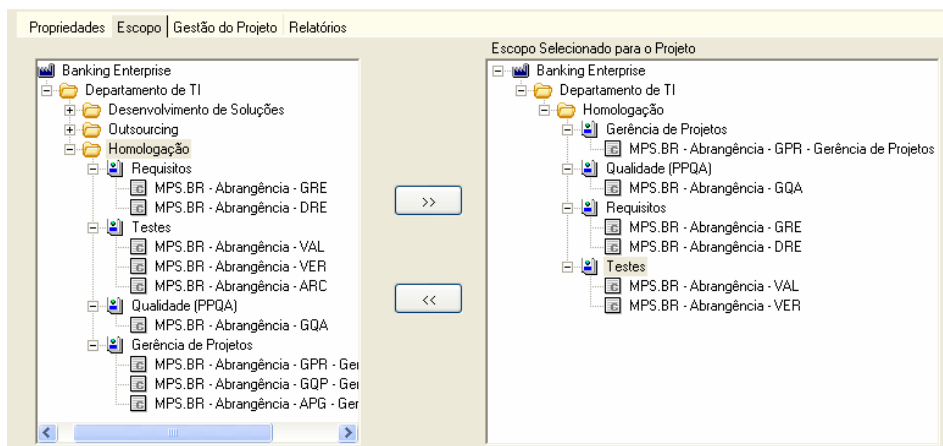 Propriedades Escopo Gestão do Projeto Relatórios
Banking Enterprise
Departamento de TI
Desenvolvimento de Soluções
Outsourcing
Homologação
Requisitos
MPS.BR - Abrangência - GRE
MPS.BR - Abrangência - DRE
Testes
MPS.BR - Abrangência - VAL
MPS.BR - Abrangência - VER
MPS.BR - Abrangência - ARC
Qualidade (PPQA)
MPS.BR - Abrangência - GQA
Gerência de Projetos
MPS.BR - Abrangência - GPR - Ger
MPS.BR - Abrangência - GQP - Ger
MPS.BR - Abrangência - APG - Ger
>>
<<
Escopo Selecionado para o Projeto
Banking Enterprise
Departamento de TI
Homologação
Gerência de Projetos
MPS.BR - Abrangência - GPR - Gerência de Projetos
Qualidade (PPQA)
MPS.BR - Abrangência - GQA
Requisitos
MPS.BR - Abrangência - GRE
MPS.BR - Abrangência - DRE
Testes
MPS.BR - Abrangência - VAL
MPS.BR - Abrangência - VER